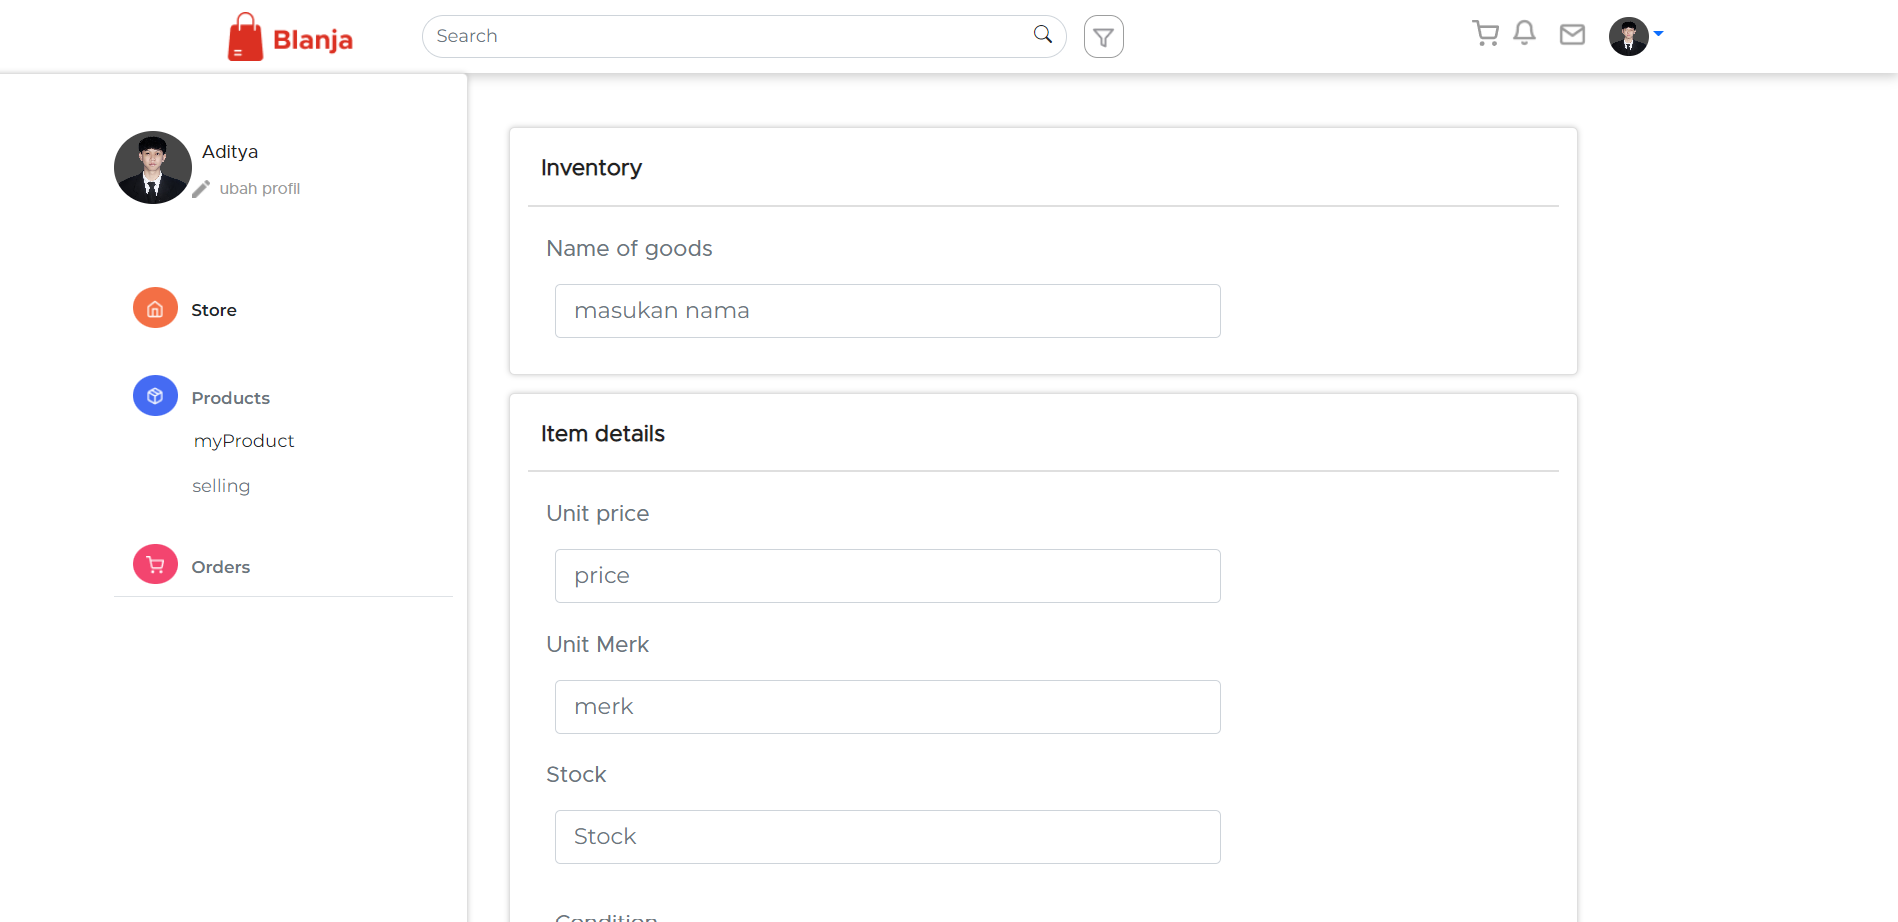 Blanja
Search
Aditya
ubah profil
Store
Products
myProduct
selling
Orders
Inventory
Name of goods
masukan nama
Item details
Unit price
price
Unit Merk
merk
Stock
Stock
Condition